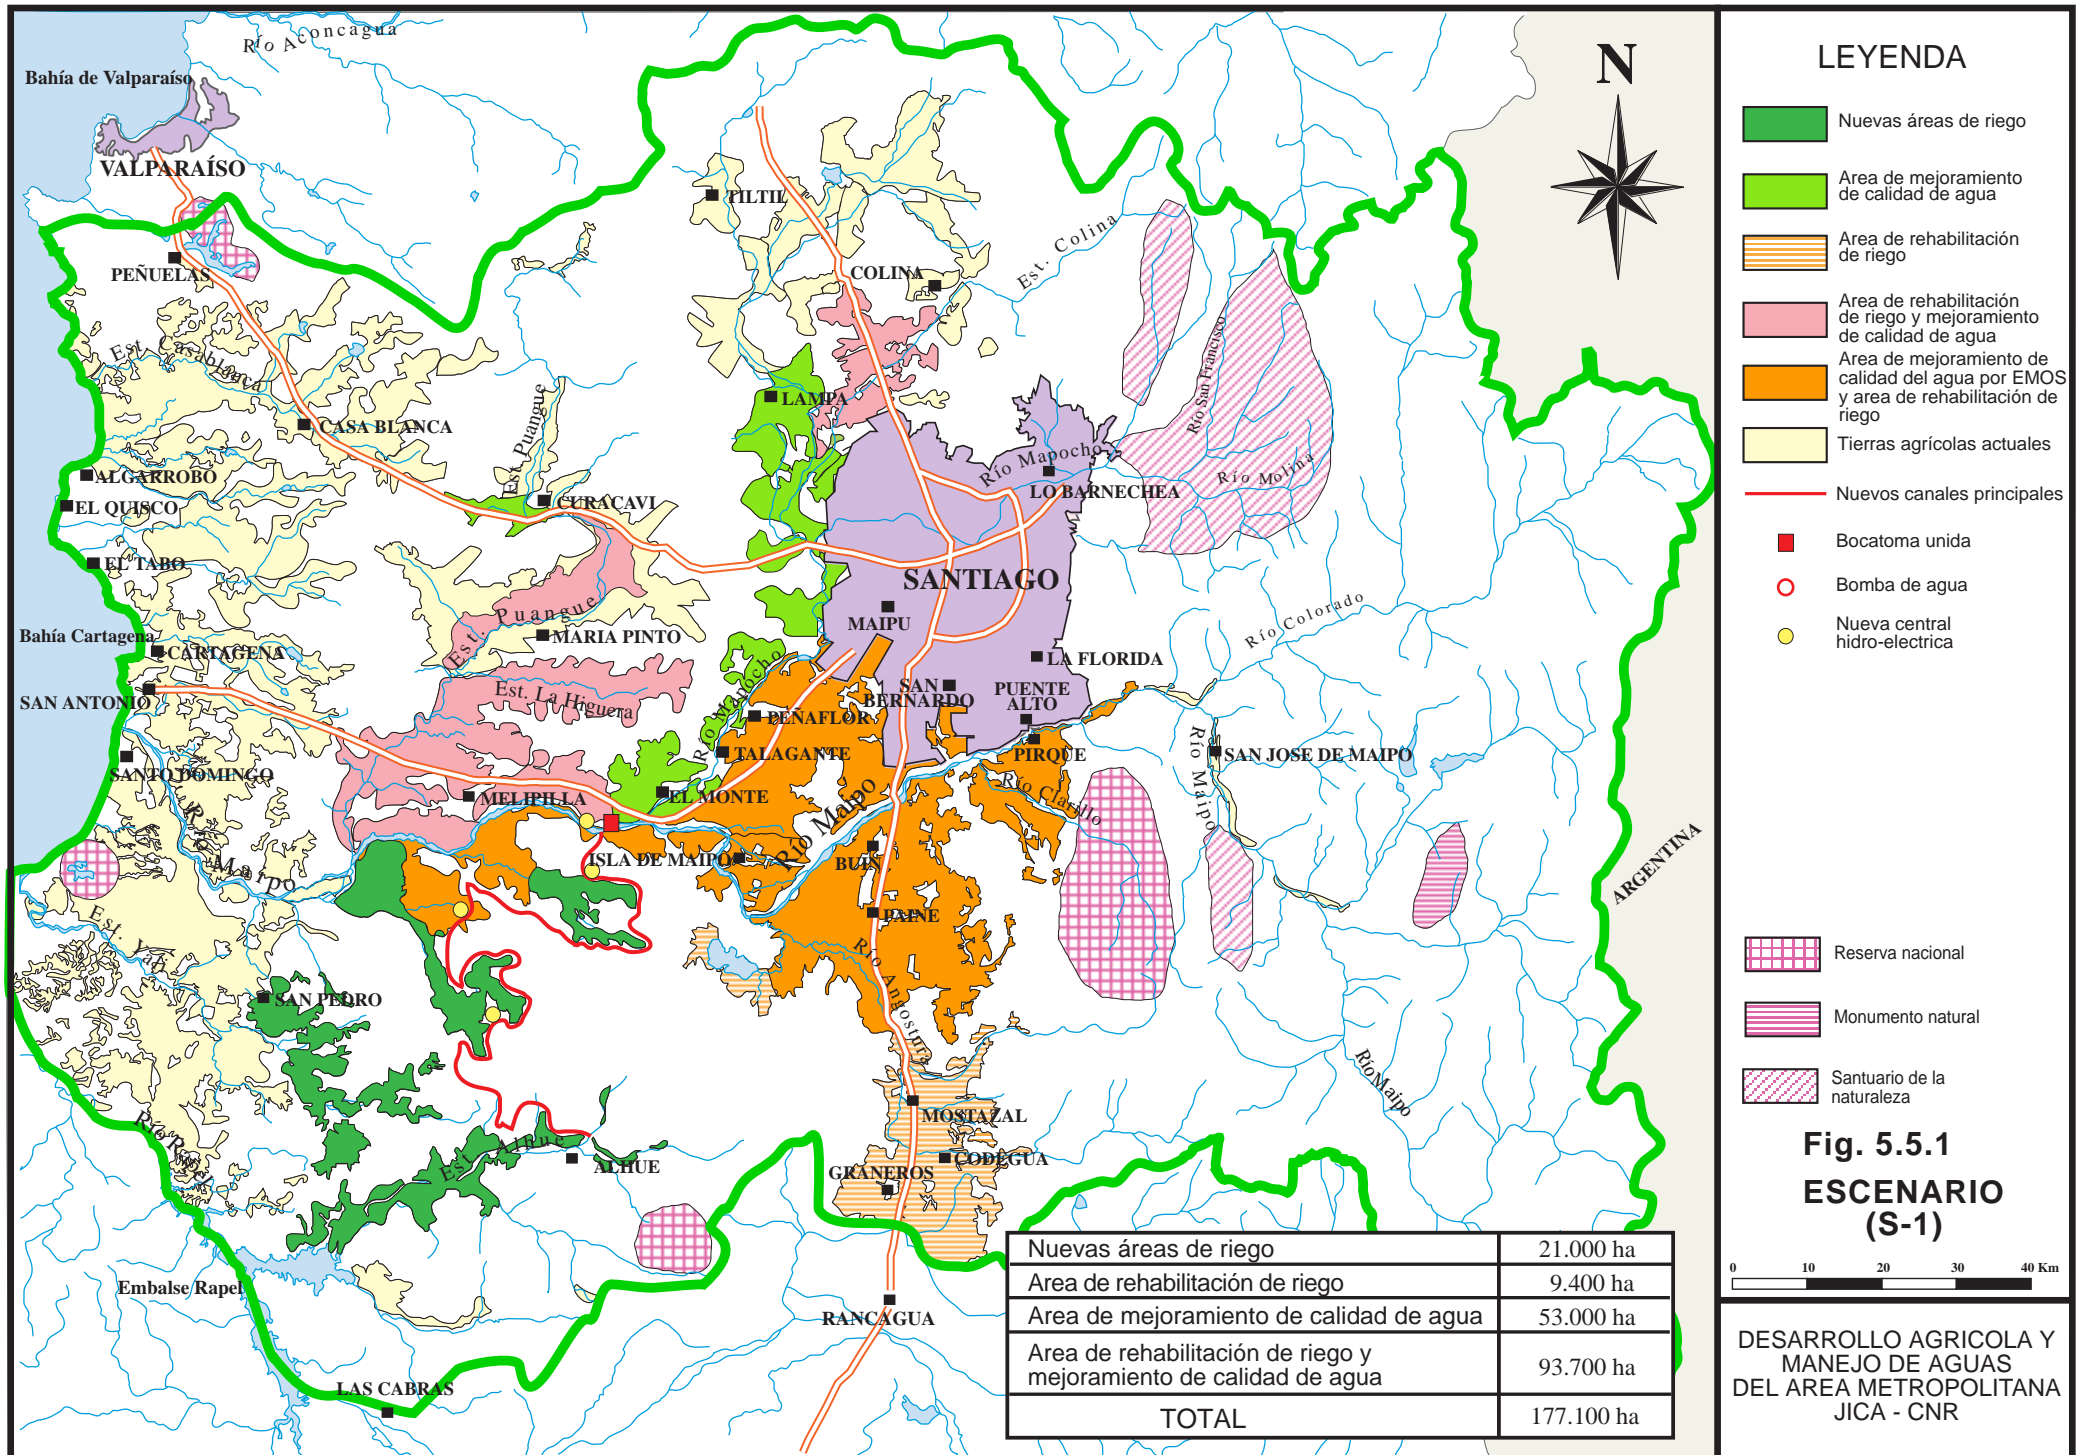 Río Aconcagua
Bahía de Valparaíso
VALPARAÍSO
PEÑUELAS
TILTIL
COLINA
Est. Colina
Est. Casablanca
CASA BLANCA
Est. Puangue
LAMPA
Río San Francisco
Río Mapocho
Río Molina
LO BARNECHEA
ALGARROBO
EL QUISCO
CURACAVI
EL TABO
SANTIAGO
MAIPU
Est. Puangue
MARIA PINTO
Bahía Cartagena
CARTAGENA
Río Colorado
LA FLORIDA
SAN
BERNARDO
PUENTE
ALTO
SAN ANTONIO
Est. La Higuera
Río Mapocho
PEÑAFLOR
TALAGANTE
PIRQUE
Río Maipo
SAN JOSE DE MAIPO
SANTO DOMINGO
MELIPILLA
EL MONTE
Río Clarillo
Río Maipo
Río Maipo
ISLA DE MAIPO
BUIN
ARGENTINA
PAINE
Est. Yali
Río Angostura
SAN PEDRO
Río Maipo
MOSTAZAL
Río Rapel
Est. Alhue
ALHUE
CODEGUA
GRANEROS
Embalse Rapel
RANCAGUA
LAS CABRAS
N
LEYENDA
Nuevas áreas de riego
Area de mejoramiento
de calidad de agua
Area de rehabilitación
de riego
Area de rehabilitación
de riego y mejoramiento
de calidad de agua
Area de mejoramiento de
calidad del agua por EMOS
y area de rehabilitación de
riego
Tierras agrícolas actuales
Nuevos canales principales
Bocatoma unida
Bomba de agua
Nueva central
hidro-electrica
Reserva nacional
Monumento natural
Santuario de la
naturaleza
Fig. 5.5.1
ESCENARIO
(S-1)
0 10 20 30 40 Km
Nuevas áreas de riego 21.000 ha
Area de rehabilitación de riego 9.400 ha
Area de mejoramiento de calidad de agua 53.000 ha
Area de rehabilitación de riego y
mejoramiento de calidad de agua 93.700 ha
TOTAL 177.100 ha
DESARROLLO AGRICOLA Y
MANEJO DE AGUAS
DEL AREA METROPOLITANA
JICA - CNR